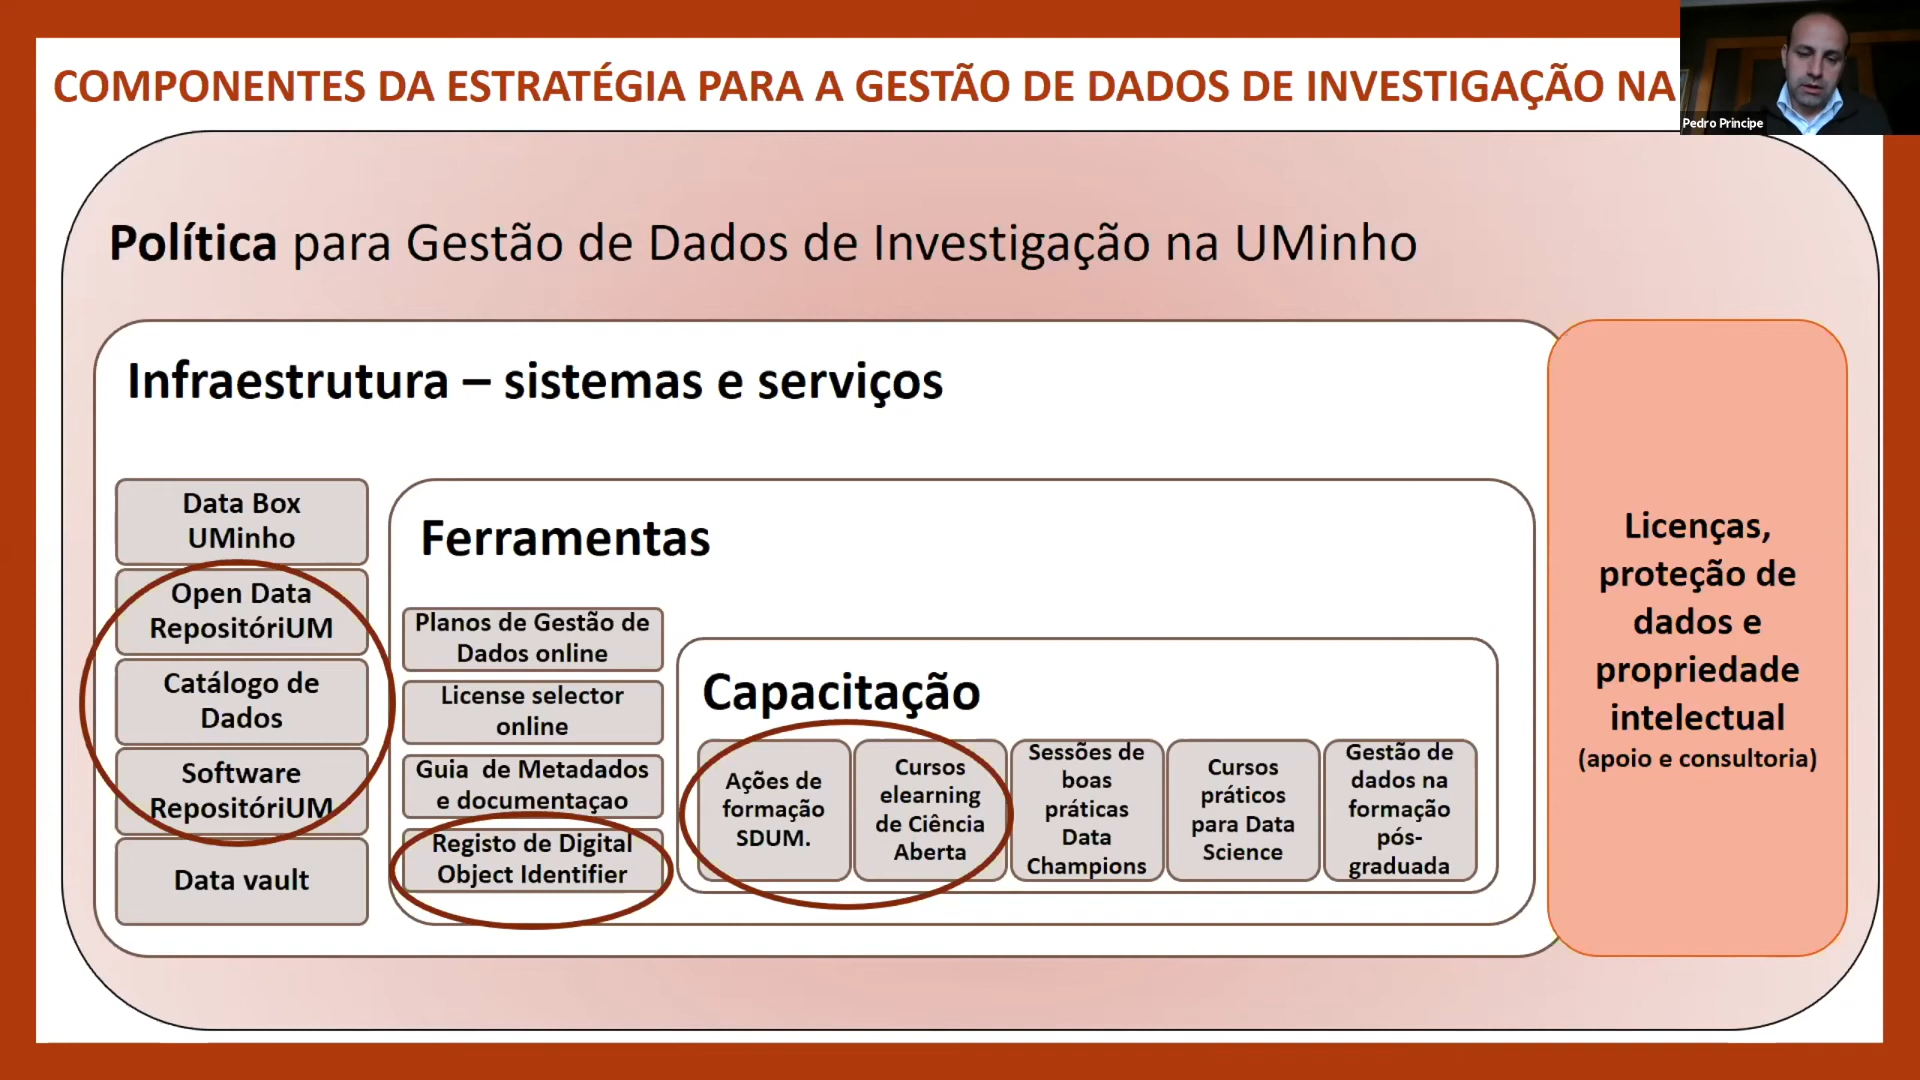 COMPONENTES DA ESTRATÉGIA PARA A GESTÃO DE DADOS DE INVESTIGAÇÃO NA
Pedro Principe
Política para Gestão de Dados de Investigação na UMinho
Infraestrutura – sistemas e serviços
Data Box
UMinho
Open Data
RepositóriUM
Catálogo de
Dados
Software
RepositóriUM
Data vault
Ferramentas
Planos de Gestão de
Dados online
License selector
online
Guia de Metadados
e documentaçao
Registo de Digital
Object Identifier
Capacitação
Ações de
formação
SDUM.
Cursos
elearning
de Ciência
Aberta
Sessões de
boas
práticas
Data
Champions
Cursos
práticos
para Data
Science
Gestão de
dados na
formação
pós-
graduada
Licenças,
proteção de
dados e
propriedade
intelectual
(apoio e consultoria)